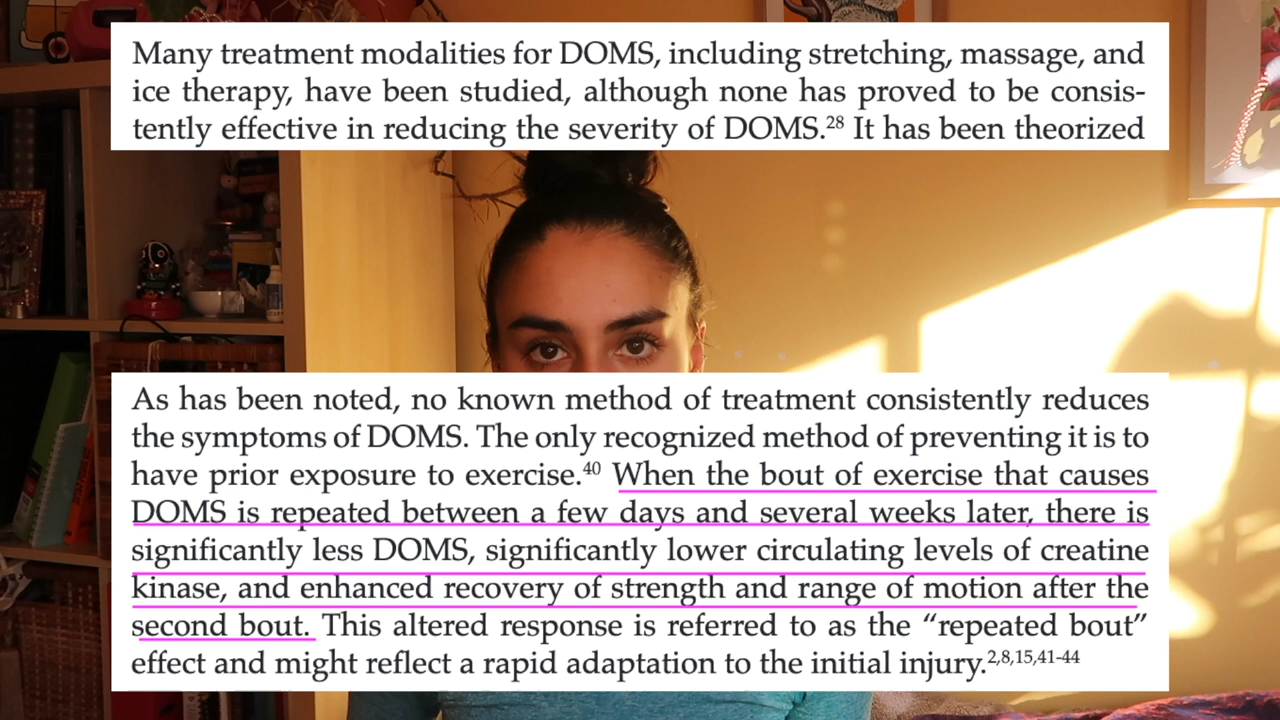 Many treatment modalities for DOMS, including stretching, massage, and
ice therapy, have been studied, although none has proved to be consis-
tently effective in reducing the severity of DOMS.28 It has been theorized
As has been noted, no known method of treatment consistently reduces
the symptoms of DOMS. The only recognized method of preventing it is to
have prior exposure to exercise.40 When the bout of exercise that causes
DOMS is repeated between a few days and several weeks later, there is
significantly less DOMS, significantly lower circulating levels of creatine
kinase, and enhanced recovery of strength and range of motion after the
second bout. This altered response is referred to as the “repeated bout”
effect and might reflect a rapid adaptation to the initial injury.2,8,15,41-44